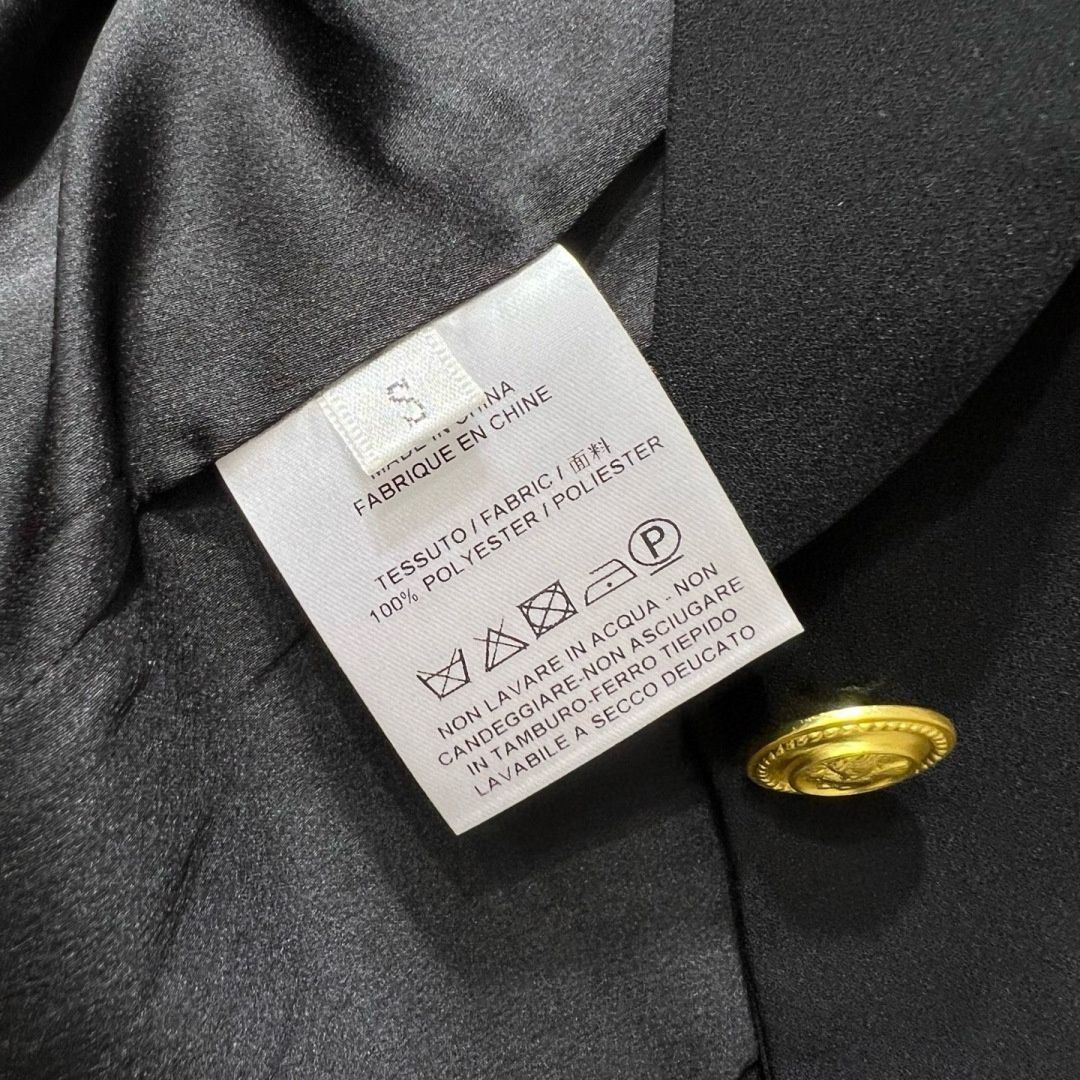 S
MADE IN CHINA
FABRIQUE EN CHINE
TESSUTO / FABRIC / 面料
100% POLYESTER / POLIESTER
P
NON LAVARE IN ACQUA - NON
CANDEGGIARE-NON ASCIUGARE
IN TAMBURO-FERRO TIEPIDO
LAVABILE A SECCO DEUCATO